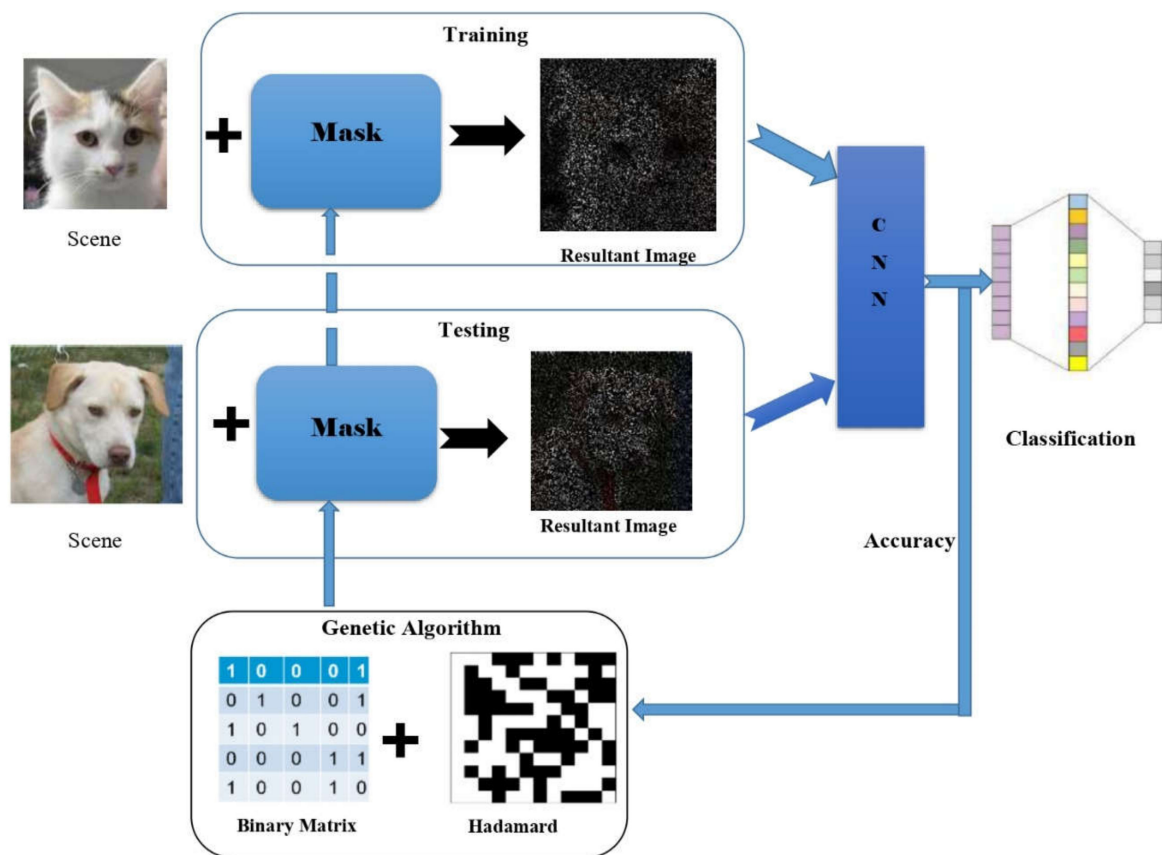 Training
Mask
Scene
Resultant Image
C
N
N
Testing
Mask
Scene
Resultant Image
Classification
Accuracy
Genetic Algorithm
1 0 0 0 1
0 1 0 0 1
1 0 1 0 0
0 0 0 1 1
1 0 0 1 0
Binary Matrix
Hadamard